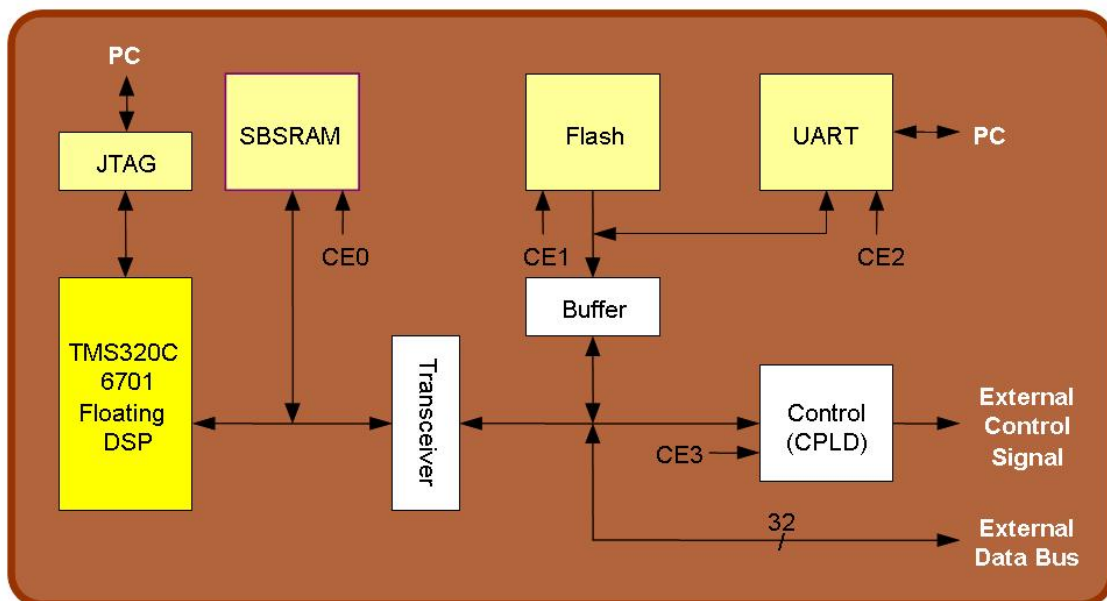 PC
JTAG
SBSRAM
Flash
UART
PC
CE0
CE1
CE2
TMS320C
6701
Floating
DSP
Transceiver
Buffer
Control
(CPLD)
CE3
External
Control
Signal
32
External
Data Bus